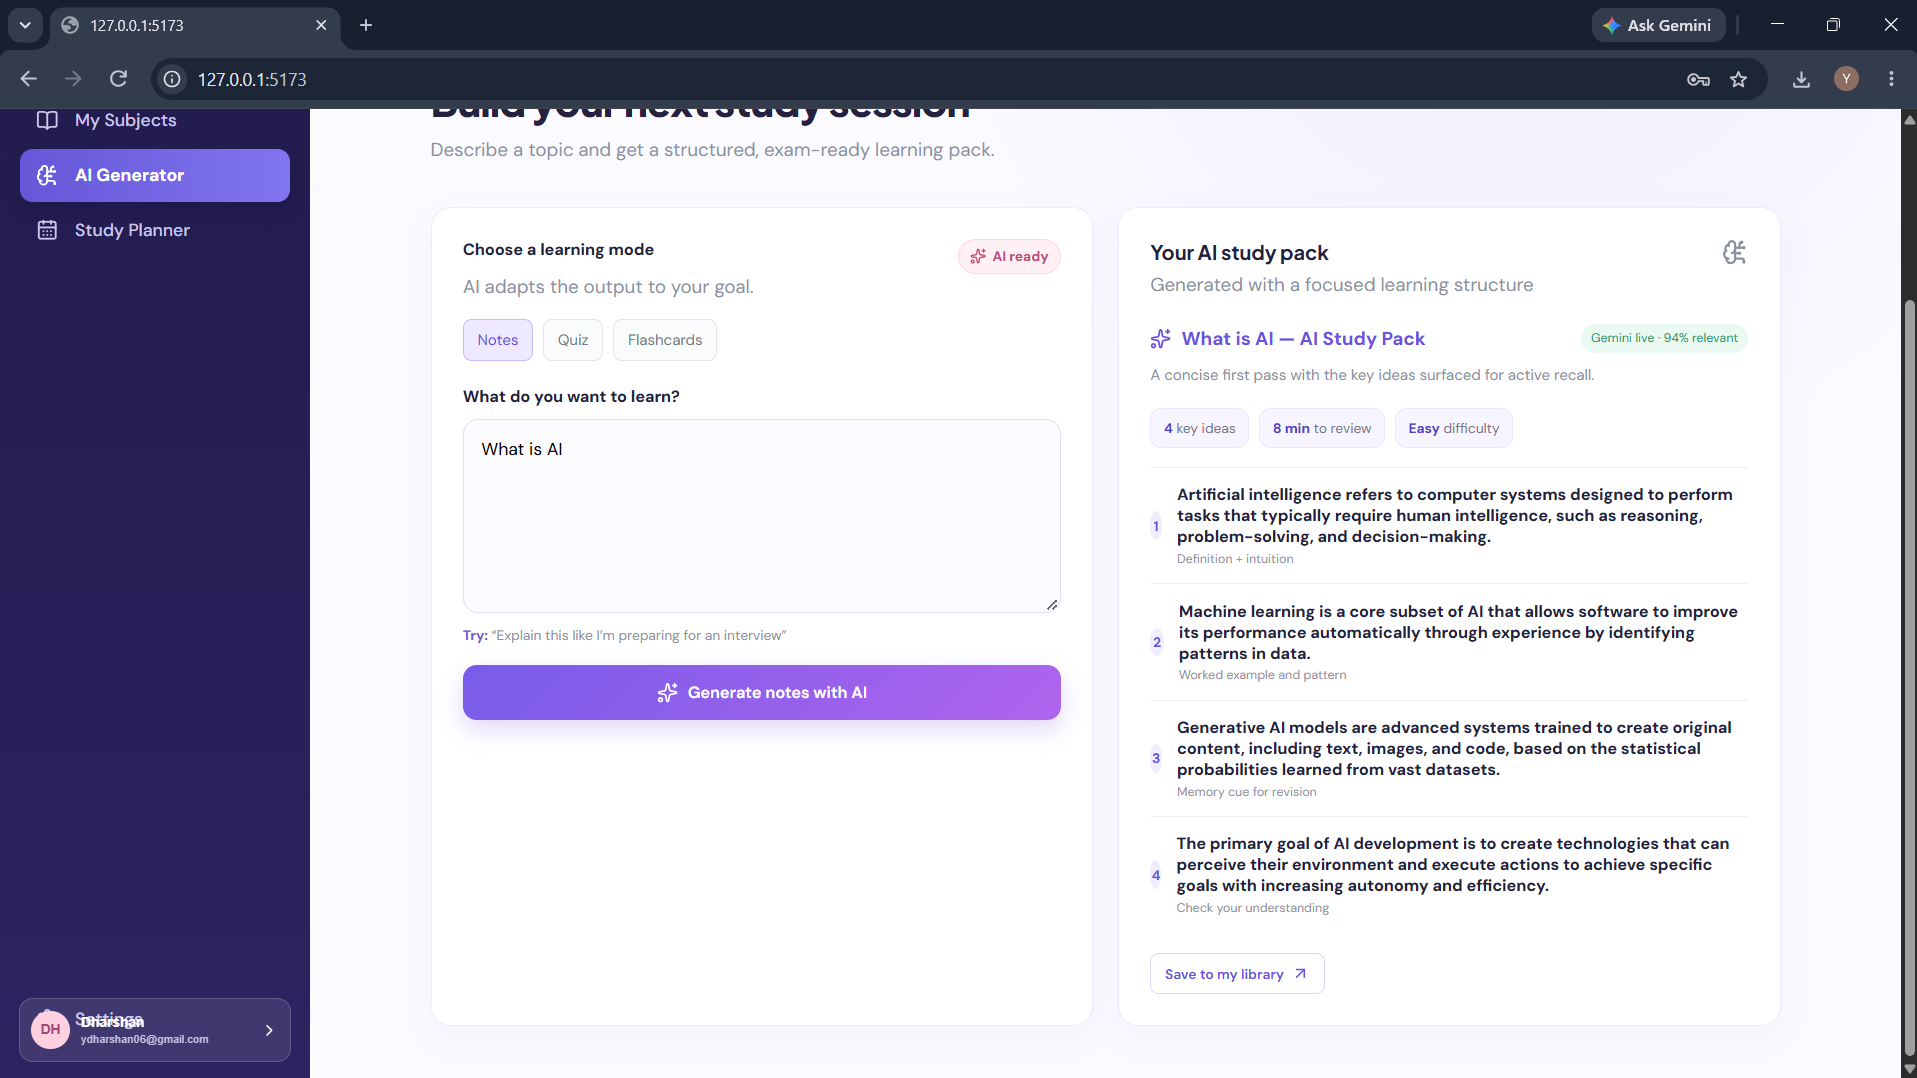 127.0.0.1:5173
Ask Gemini
127.0.0.1:5173
Y
My Subjects
AI Generator
Study Planner
Settings
DH
Dharshan
ydharshan06@gmail.com
Build your next study session
Describe a topic and get a structured, exam-ready learning pack.
Choose a learning mode
AI ready
AI adapts the output to your goal.
Notes
Quiz
Flashcards
What do you want to learn?
What is AI
Try: “Explain this like I’m preparing for an interview”
Generate notes with AI
Your AI study pack
Generated with a focused learning structure
What is AI — AI Study Pack
Gemini live · 94% relevant
A concise first pass with the key ideas surfaced for active recall.
4 key ideas
8 min to review
Easy difficulty
1
Artificial intelligence refers to computer systems designed to perform
tasks that typically require human intelligence, such as reasoning,
problem-solving, and decision-making.
Definition + intuition
2
Machine learning is a core subset of AI that allows software to improve
its performance automatically through experience by identifying
patterns in data.
Worked example and pattern
3
Generative AI models are advanced systems trained to create original
content, including text, images, and code, based on the statistical
probabilities learned from vast datasets.
Memory cue for revision
4
The primary goal of AI development is to create technologies that can
perceive their environment and execute actions to achieve specific
goals with increasing autonomy and efficiency.
Check your understanding
Save to my library